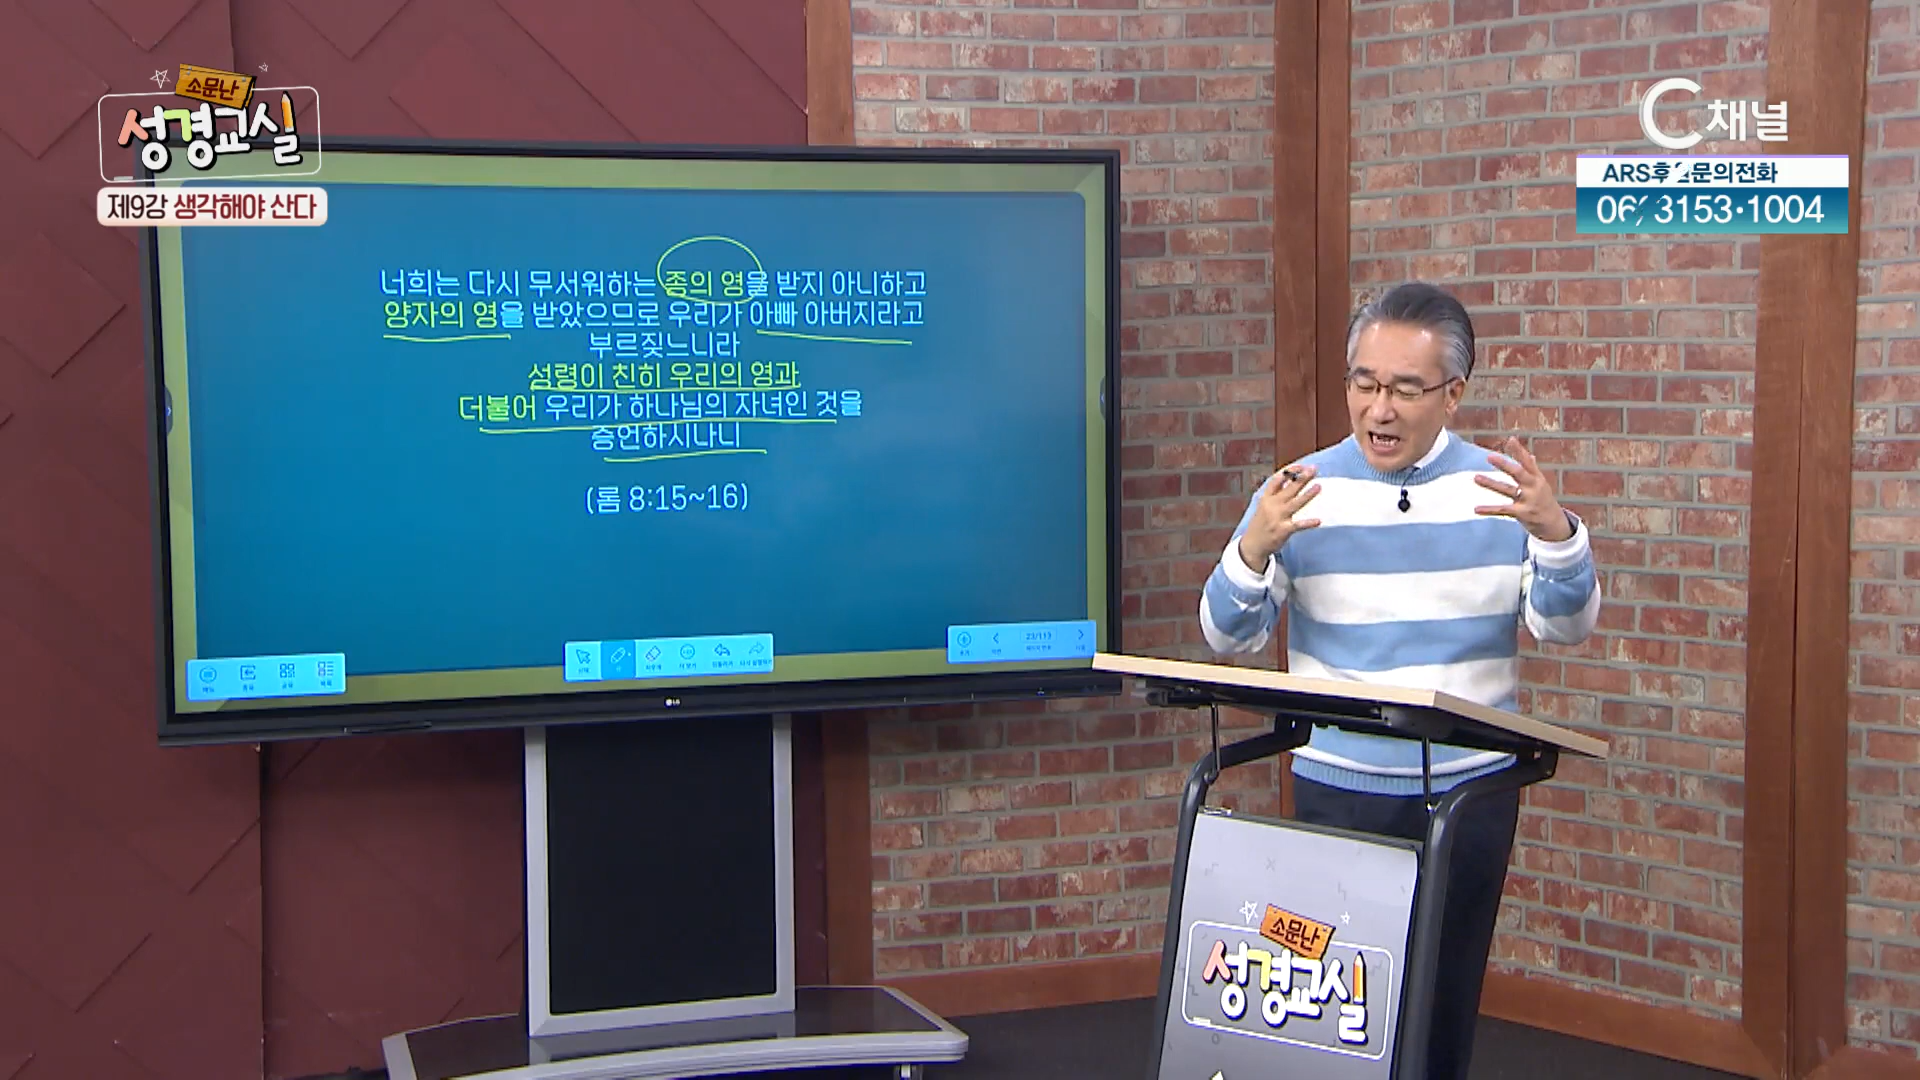 소문난
성경교실
제9강 생각해야 산다
C채널
ARS후원문의전화
3153·1004
너희는 다시 무서워하는 종의 영을 받지 아니하고
양자의 영을 받았으므로 우리가 아빠 아버지라고
부르짖느니라
성령이 친히 우리의 영과
더불어 우리가 하나님의 자녀인 것을
증언하시나니
(롬 8:15~16)
23/113
LG
소문난
성경교실